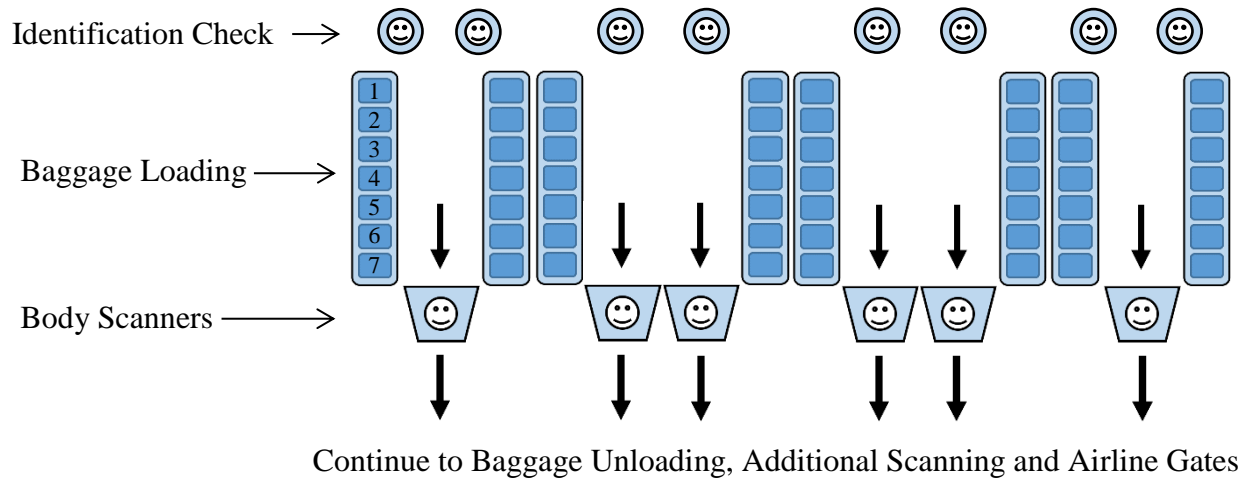 Identification Check
1
2
3
Baggage Loading
4
5
6
7
Body Scanners
Continue to Baggage Unloading, Additional Scanning and Airline Gates